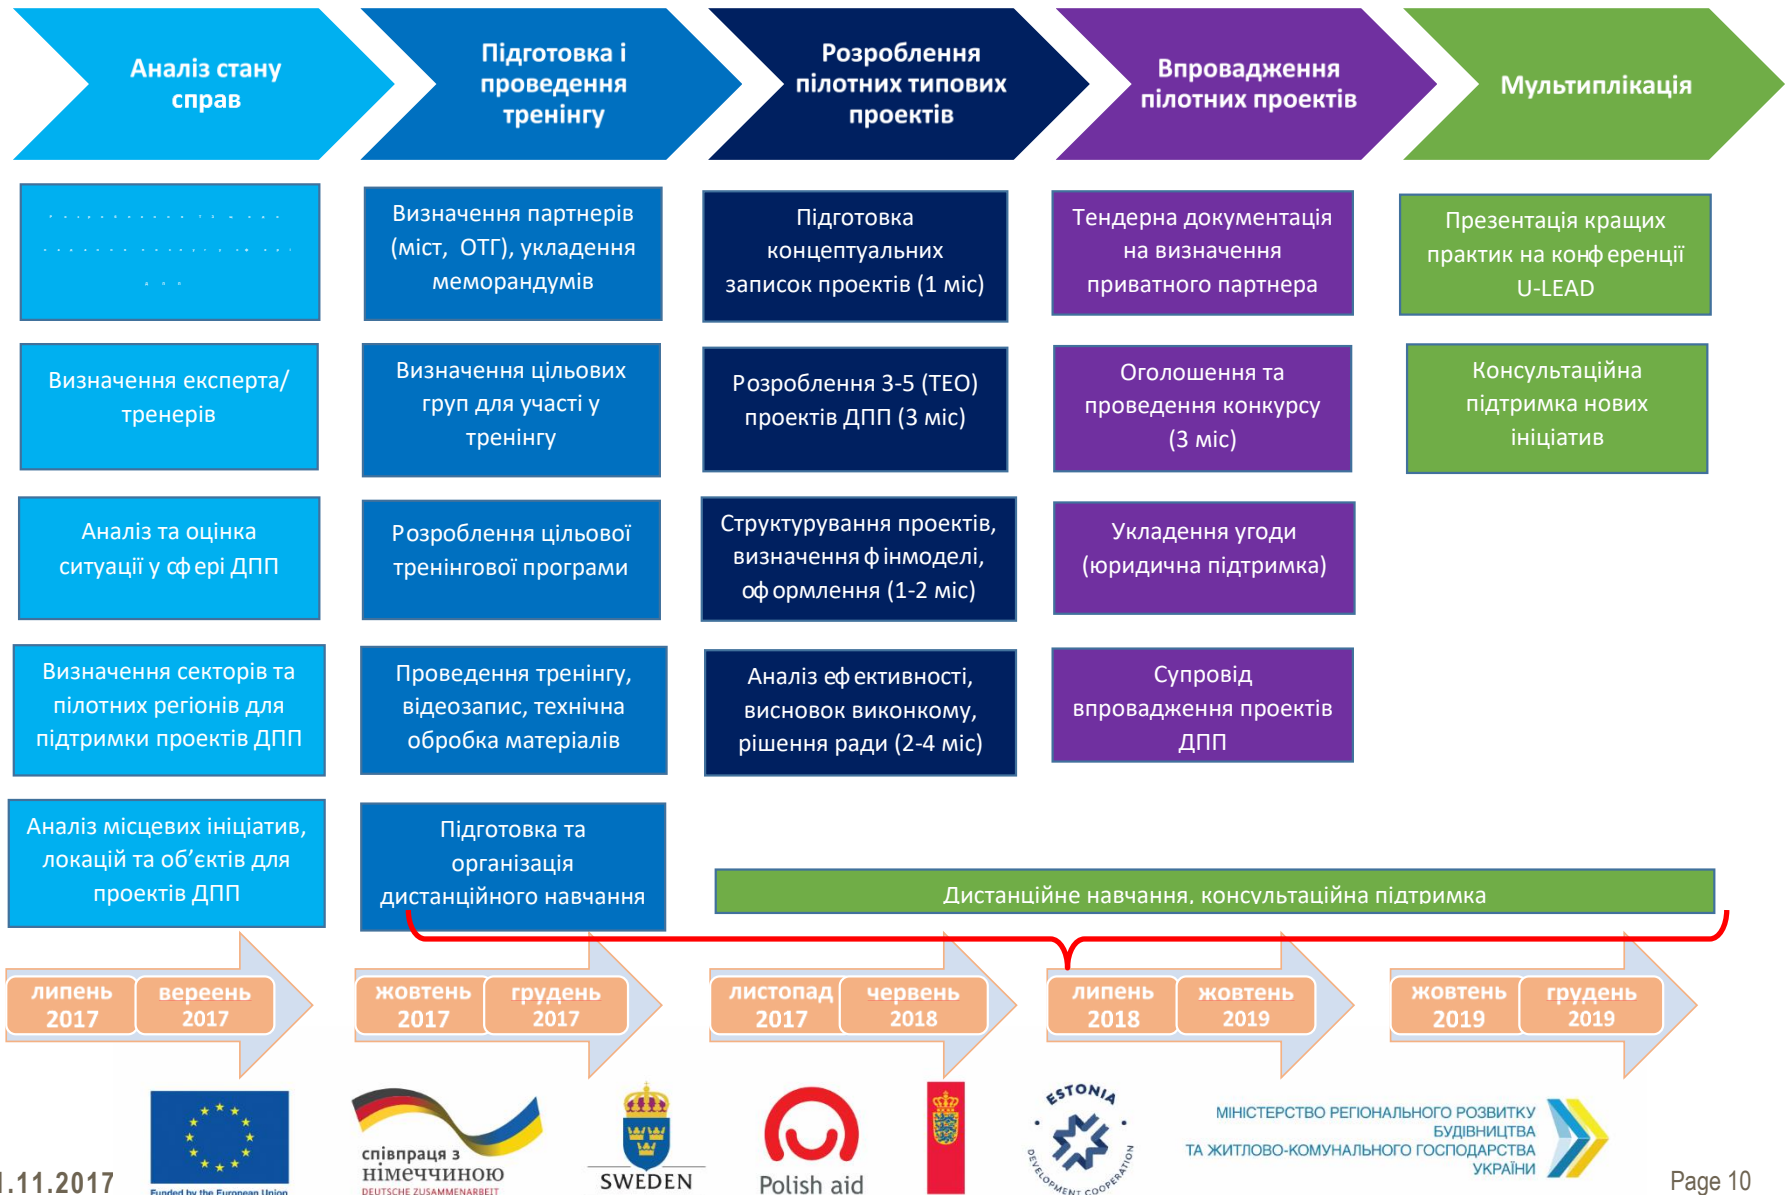 Аналіз стану
справ
Підготовка і
проведення
тренінгу
Розроблення
пілотних типових
проектів
Впровадження
пілотних проектів
Мультиплікація
Визначення експерта/
тренерів
Аналіз та оцінка
ситуації у сфері ДПП
Визначення секторів та
пілотних регіонів для
підтримки проектів ДПП
Аналіз місцевих ініціатив,
локацій та об’єктів для
проектів ДПП
Визначення партнерів
(міст, ОТГ), укладення
меморандумів
Визначення цільових
груп для участі у
тренінгу
Розроблення цільової
тренінгової програми
Проведення тренінгу,
відеозапис, технічна
обробка матеріалів
Підготовка та
організація
дистанційного навчання
Підготовка
концептуальних
записок проектів (1 міс)
Розроблення 3-5 (ТЕО)
проектів ДПП (3 міс)
Структурування проектів,
визначення фінмоделі,
оформлення (1-2 міс)
Аналіз ефективності,
висновок виконкому,
рішення ради (2-4 міс)
Тендерна документація
на визначення
приватного партнера
Оголошення та
проведення конкурсу
(3 міс)
Укладення угоди
(юридична підтримка)
Супровід
впровадження проектів
ДПП
Презентація кращих
практик на конференції
U-LEAD
Консультаційна
підтримка нових
ініціатив
Дистанційне навчання, консультаційна підтримка
липень
2017
вереень
2017
жовтень
2017
грудень
2017
листопад
2017
червень
2018
липень
2018
жовтень
2019
жовтень
2019
грудень
2019
1.11.2017
Funded by the European Union
співпраця з
німеччиною
DEUTSCHE ZUSAMMENARBEIT
SWEDEN
Polish aid
ESTONIA
DEVELOPMENT COOPERATION
МІНІСТЕРСТВО РЕГІОНАЛЬНОГО РОЗВИТКУ
БУДІВНИЦТВА
ТА ЖИТЛОВО-КОМУНАЛЬНОГО ГОСПОДАРСТВА
УКРАЇНИ
Page 10